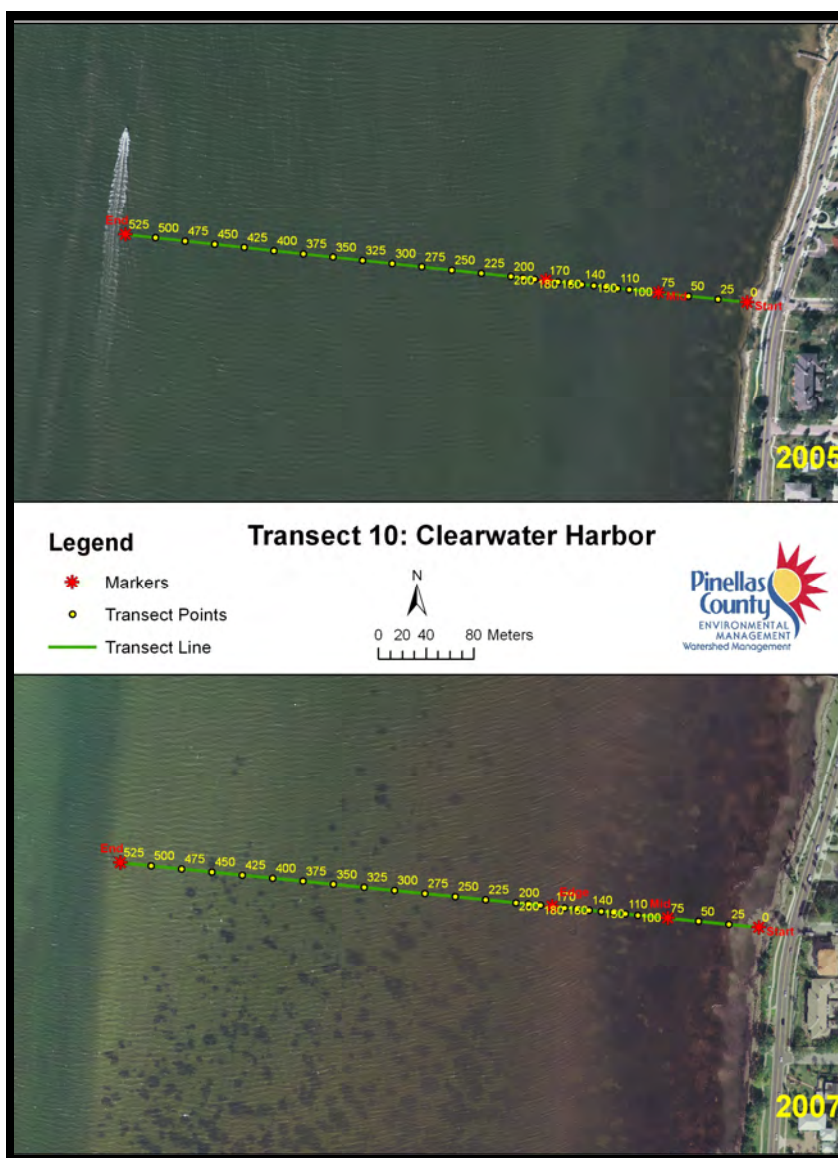 End
525 500 475 450 425 400 375 350 325 300 275 250 225 200 170 140 110 75 50 25 0
200 180 160 100 Mid Start
2005
Legend
Markers
Transect Points
Transect Line
Transect 10: Clearwater Harbor
N
0 20 40 80 Meters
Pinellas
County
ENVIRONMENTAL
MANAGEMENT
Watershed Management
End
525 500 475 450 425 400 375 350 325 300 275 250 225 200 170 Edge 140 110 Mid 75 50 25 0
200 180 160 100 Start
2007